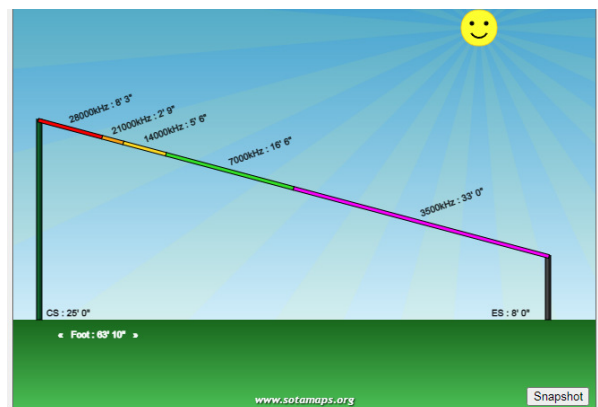 28000kHz : 8' 3"
21000kHz : 2' 9"
14000kHz : 5' 6"
7000kHz : 16' 6"
3500kHz : 33' 0"
CS : 25' 0"
ES : 8' 0"
« Foot : 63' 10" »
www.sotamaps.org
Snapshot